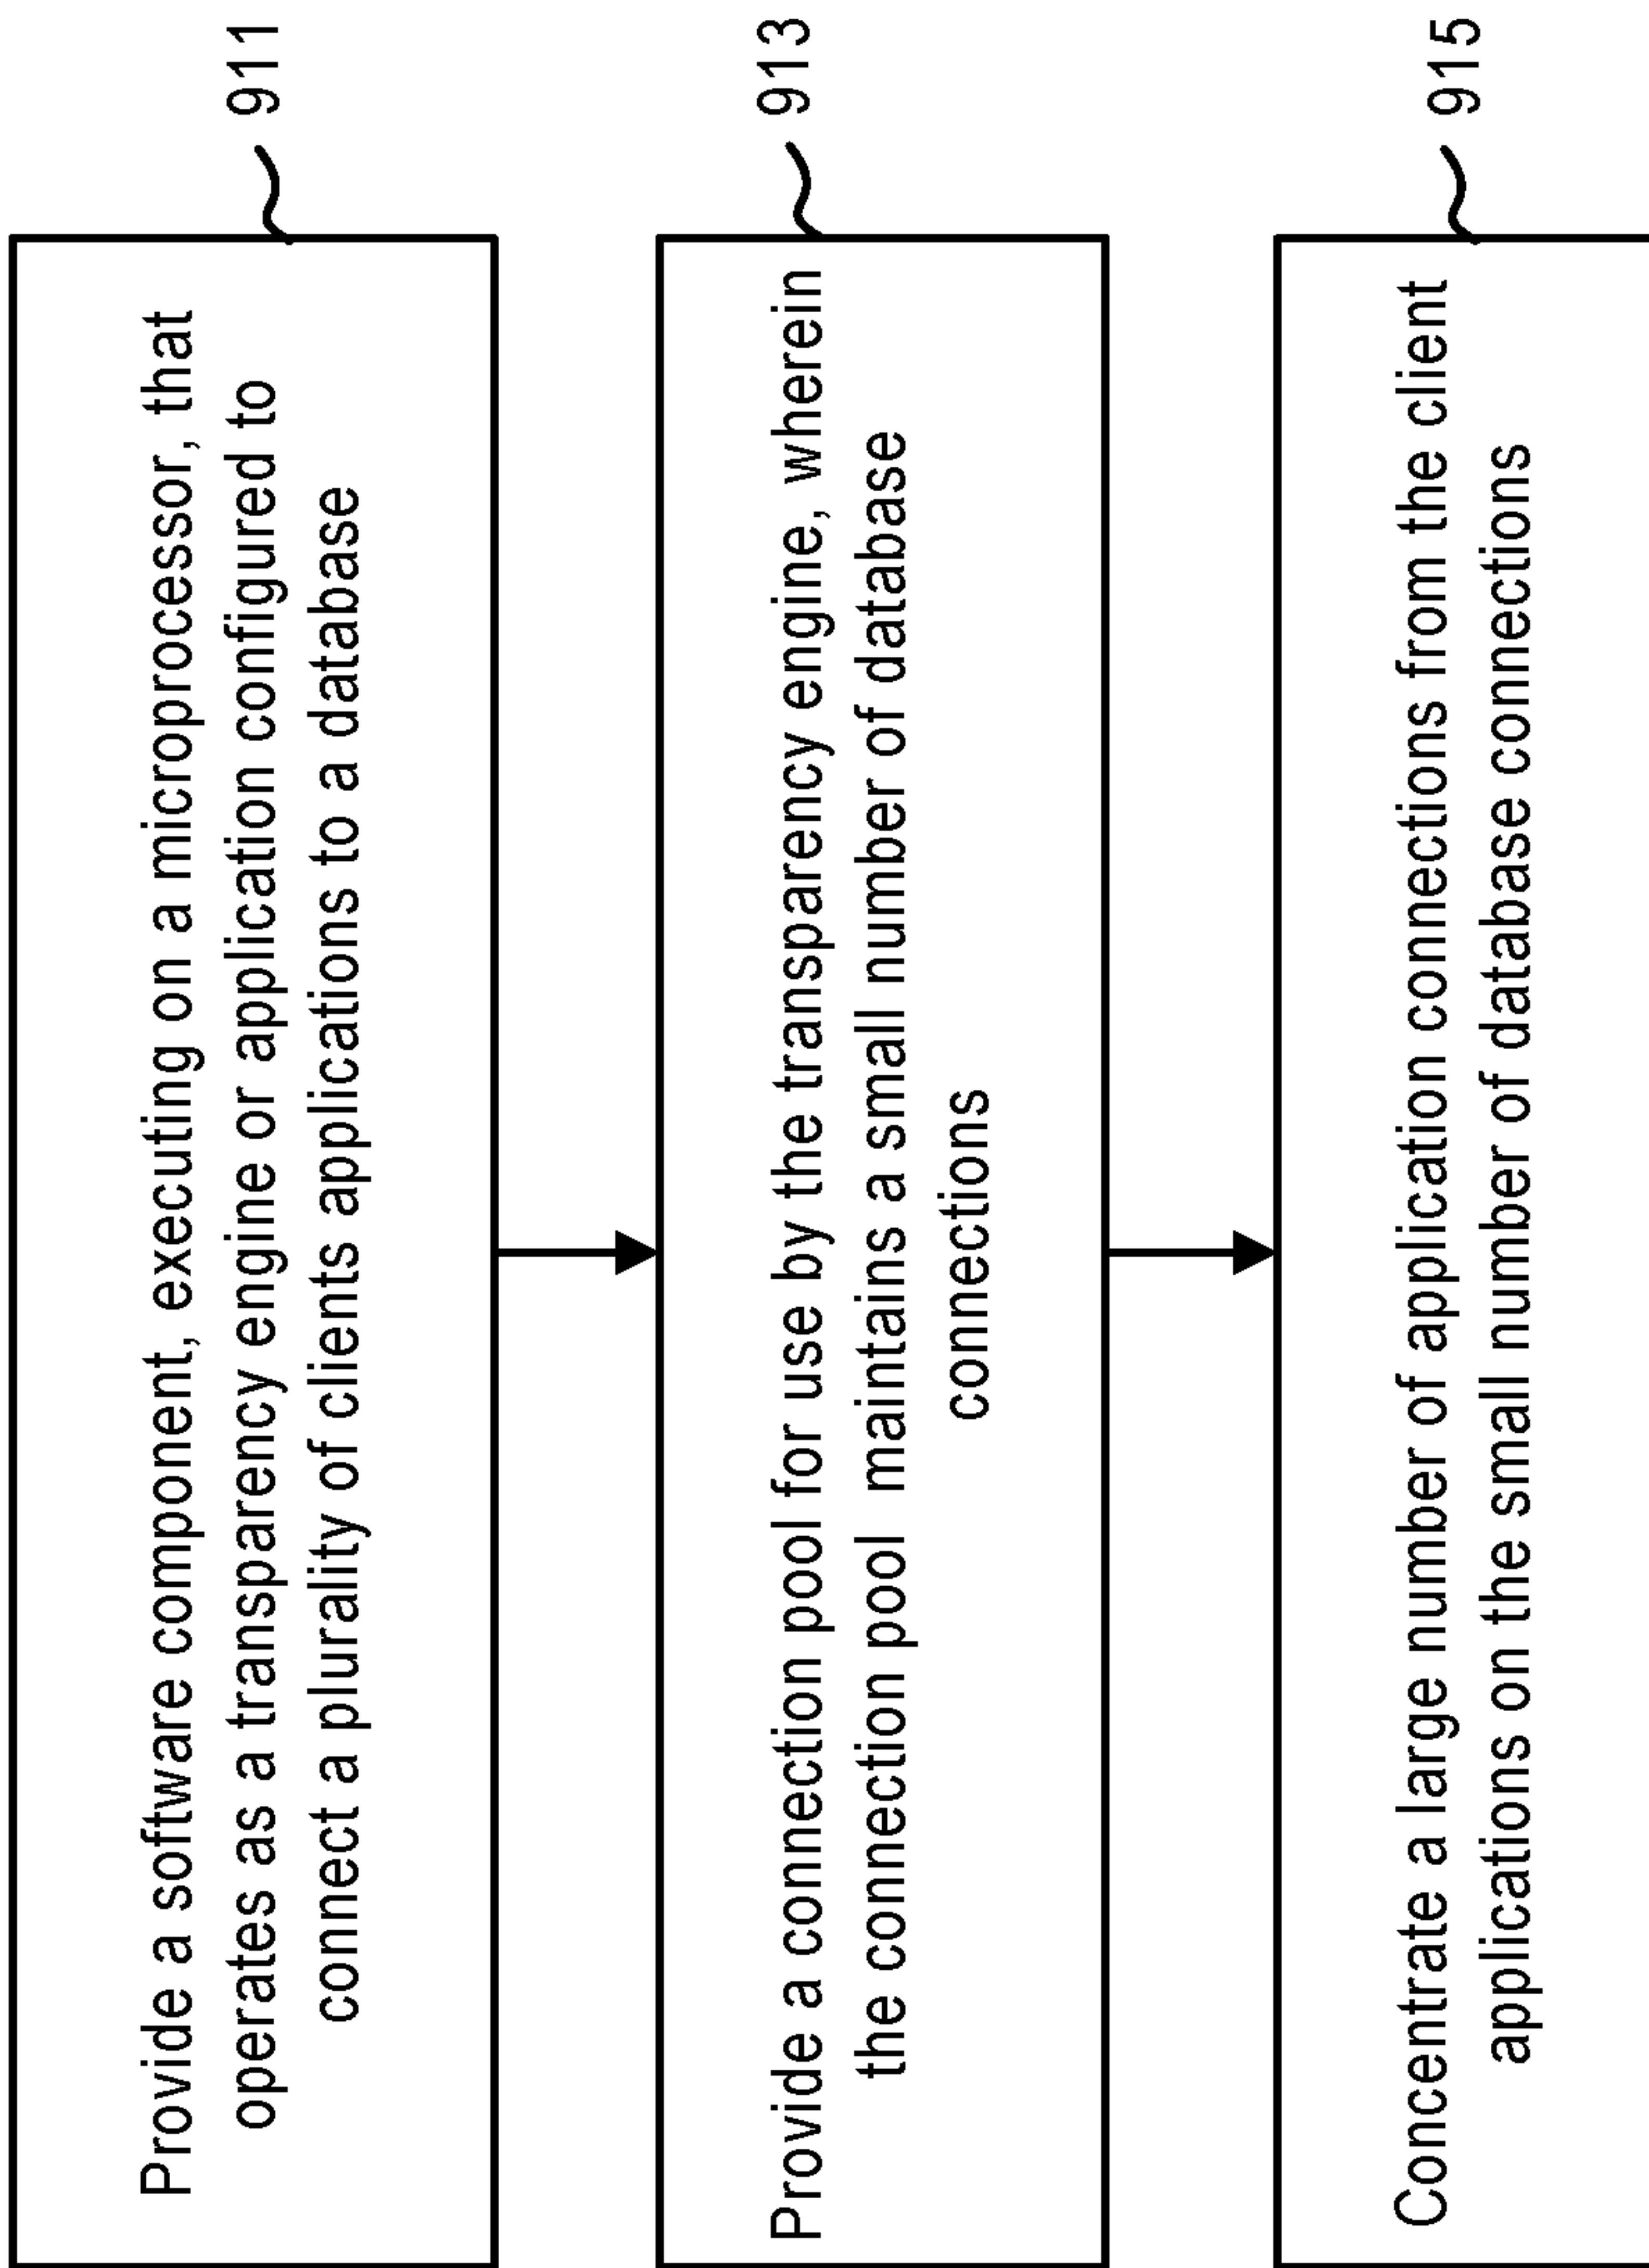 Provide a software component, executing on a microprocessor, that
operates as a transparency engine or application configured to
connect a plurality of clients applications to a database
911
Provide a connection pool for use by the transparency engine, wherein
the connection pool maintains a small number of database
connections
913
Concentrate a large number of application connections from the client
applications on the small number of database connections
915